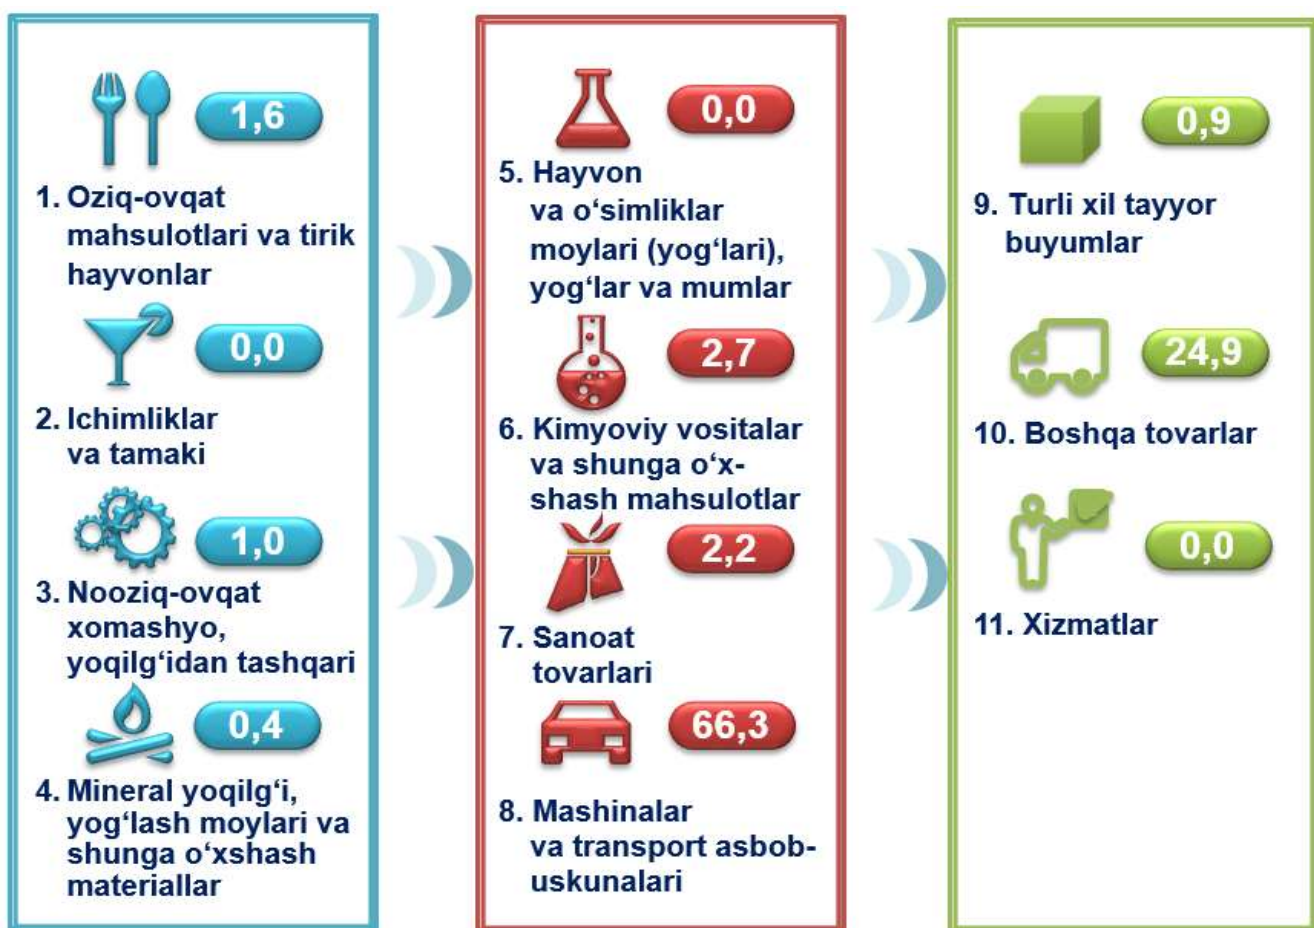 1,6
1. Oziq-ovqat
mahsulotlari va tirik
hayvonlar
0,0
2. Ichimliklar
va tamaki
1,0
3. Nooziq-ovqat
xomashyo,
yoqilg‘idan tashqari
0,4
4. Mineral yoqilg‘i,
yog‘lash moylari va
shunga o‘xshash
materiallar
0,0
5. Hayvon
va o‘simliklar
moylari (yog‘lari),
yog‘lar va mumlar
2,7
6. Kimyoviy vositalar
va shunga o‘x-
shash mahsulotlar
2,2
7. Sanoat
tovarlari
66,3
8. Mashinalar
va transport asbob-
uskunalari
0,9
9. Turli xil tayyor
buyumlar
24,9
10. Boshqa tovarlar
0,0
11. Xizmatlar